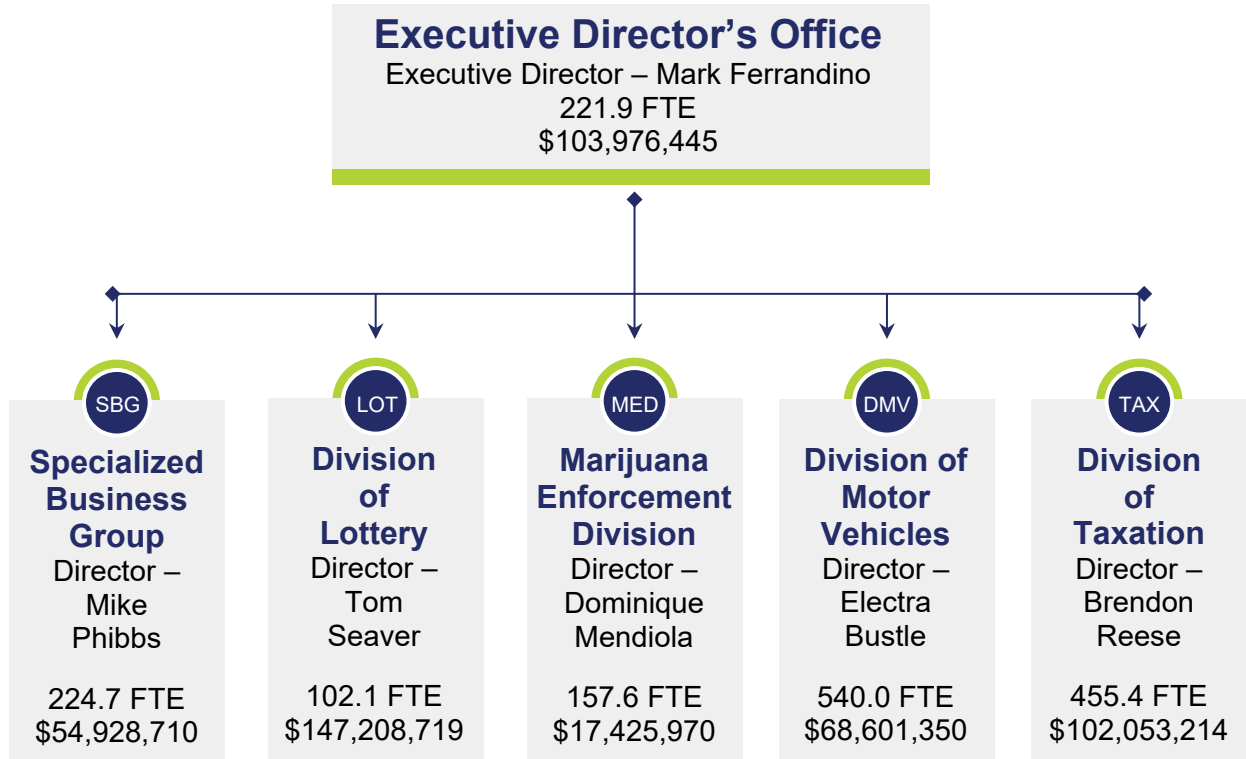 Executive Director’s Office
Executive Director – Mark Ferrandino
221.9 FTE
$103,976,445
SBG
Specialized
Business
Group
Director –
Mike
Phibbs
224.7 FTE
$54,928,710
LOT
Division
of
Lottery
Director –
Tom
Seaver
102.1 FTE
$147,208,719
MED
Marijuana
Enforcement
Division
Director –
Dominique
Mendiola
157.6 FTE
$17,425,970
DMV
Division of
Motor
Vehicles
Director –
Electra
Bustle
540.0 FTE
$68,601,350
TAX
Division
of
Taxation
Director –
Brendon
Reese
455.4 FTE
$102,053,214